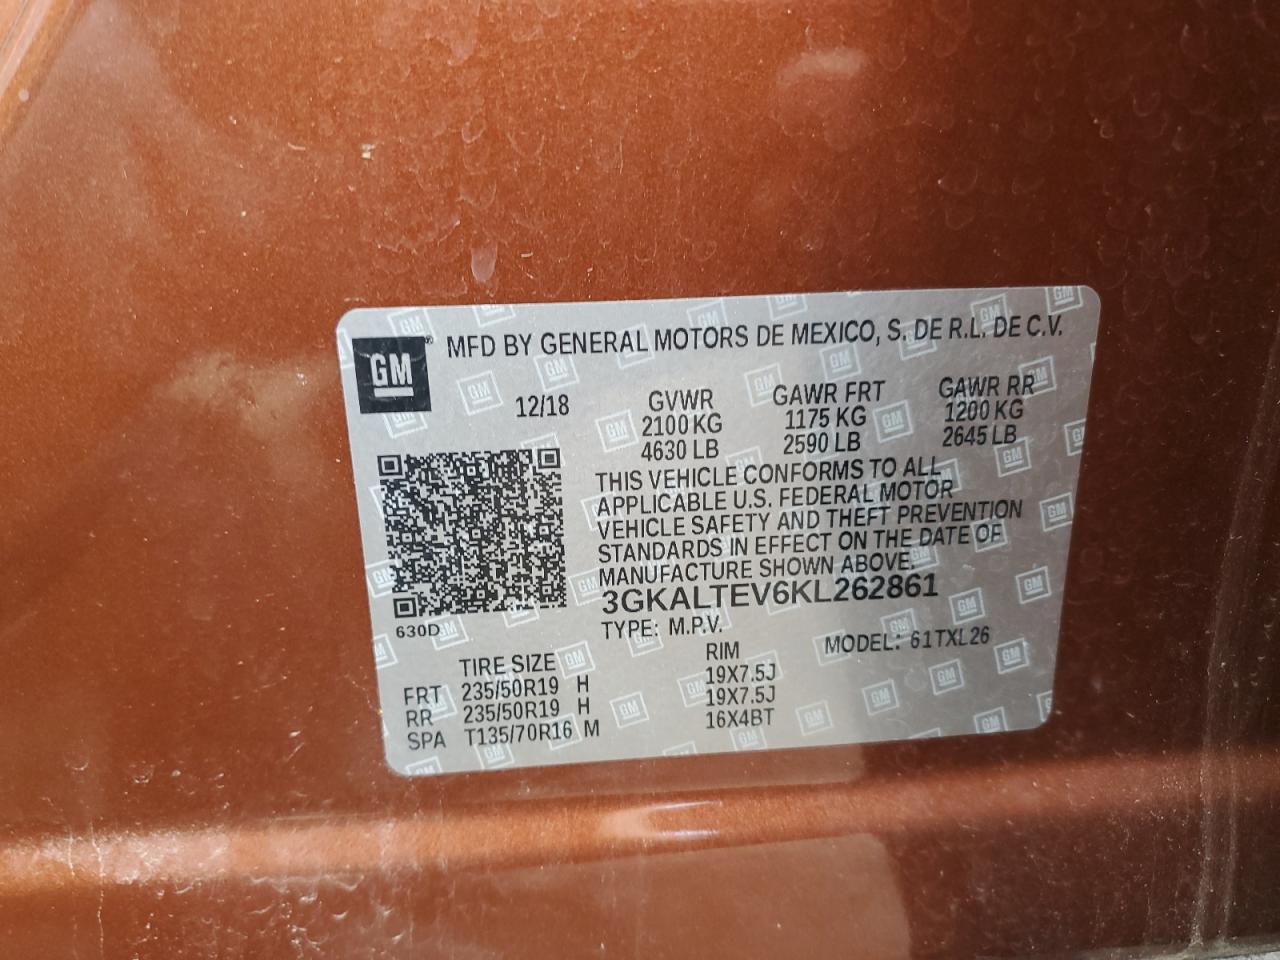 GM
MFD BY GENERAL MOTORS DE MEXICO, S. DE R.L. DE C.V.
12/18
GVWR GAWR FRT GAWR RR
2100 KG 1175 KG 1200 KG
4630 LB 2590 LB 2645 LB
THIS VEHICLE CONFORMS TO ALL
APPLICABLE U.S. FEDERAL MOTOR
VEHICLE SAFETY AND THEFT PREVENTION
STANDARDS IN EFFECT ON THE DATE OF
MANUFACTURE SHOWN ABOVE.
3GKALTEV6KL262861
630D
TYPE: M.P.V. MODEL: 61TXL26
TIRE SIZE RIM
FRT 235/50R19 H 19X7.5J
RR 235/50R19 H 19X7.5J
SPA T135/70R16 M 16X4BT